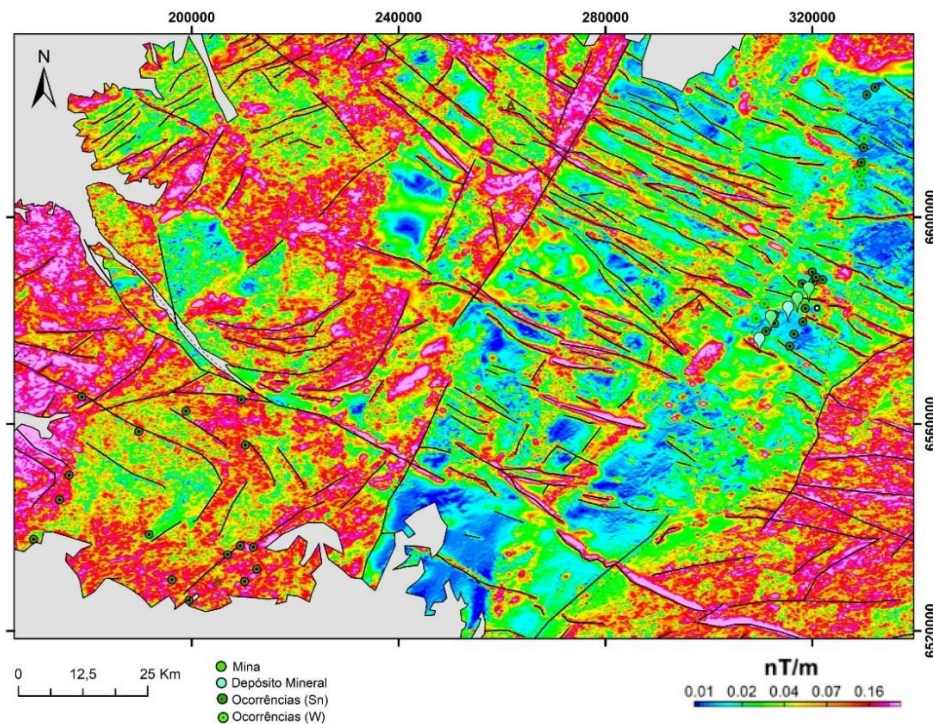 200000 240000 280000 320000
N
6600000
6560000
6520000
0 12,5 25 Km
Mina
Depósito Mineral
Ocorrências (Sn)
Ocorrências (W)
nT/m
0.01 0.02 0.04 0.07 0.16